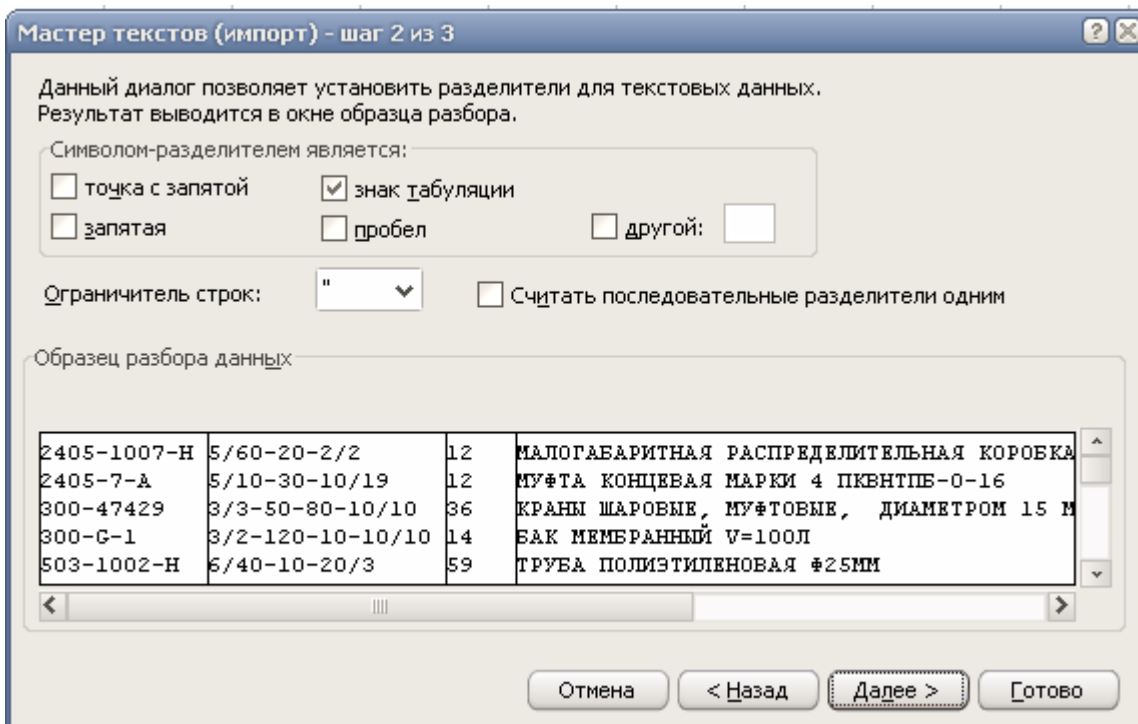 Мастер текстов (импорт) - шаг 2 из 3
Данный диалог позволяет установить разделители для текстовых данных.
Результат выводится в окне образца разбора.
Символом-разделителем является:
точка с запятой знак табуляции
запятая пробел другой:
Ограничитель строк: " Считать последовательные разделители одним
Образец разбора данных
2405-1007-Н 5/60-20-2/2 12 МАЛОГАБАРИТНАЯ РАСПРЕДЕЛИТЕЛЬНАЯ КОРОБКА
2405-7-А 5/10-30-10/19 12 МУФТА КОНЦЕВАЯ МАРКИ 4 ПКВНТПБ-0-16
300-47429 3/3-50-80-10/10 36 КРАНЫ ШАРОВЫЕ, МУФТОВЫЕ, ДИАМЕТРОМ 15 М
300-G-1 3/2-120-10-10/10 14 БАК МЕМБРАННЫЙ V=100Л
503-1002-Н 6/40-10-20/3 59 ТРУБА ПОЛИЭТИЛЕНОВАЯ Ф25ММ
Отмена < Назад Далее > Готово